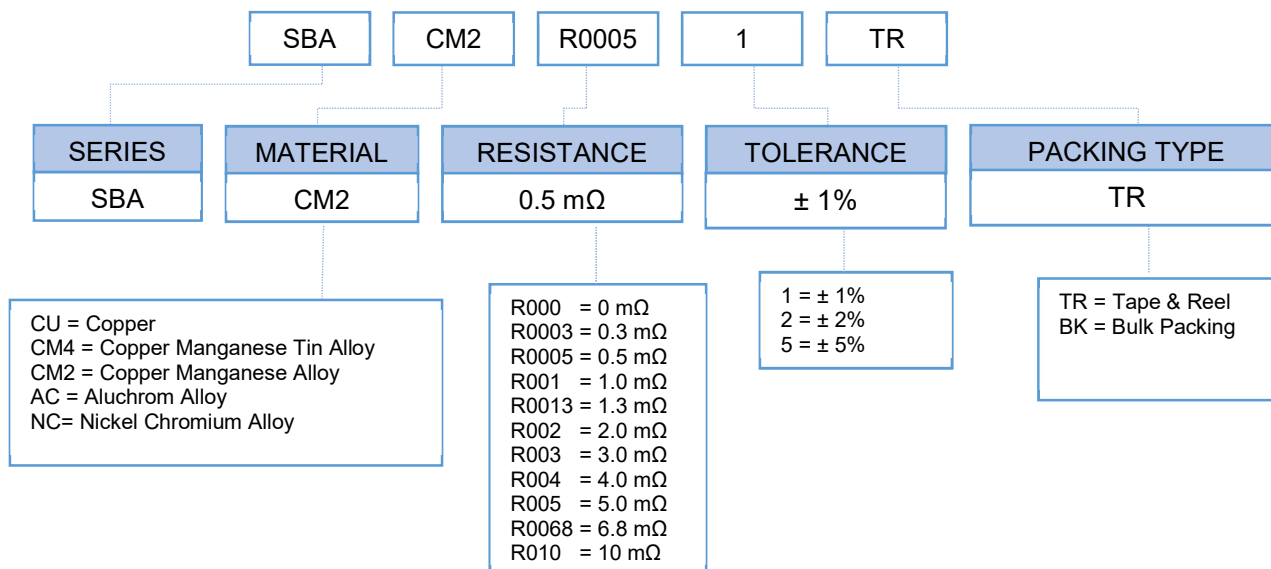 SBA CM2 R0005 1 TR
SERIES MATERIAL RESISTANCE TOLERANCE PACKING TYPE
SBA CM2 0.5 mΩ ± 1% TR
CU = Copper
CM4 = Copper Manganese Tin Alloy
CM2 = Copper Manganese Alloy
AC = Aluchrom Alloy
NC= Nickel Chromium Alloy
R000 = 0 mΩ
R0003 = 0.3 mΩ
R0005 = 0.5 mΩ
R001 = 1.0 mΩ
R0013 = 1.3 mΩ
R002 = 2.0 mΩ
R003 = 3.0 mΩ
R004 = 4.0 mΩ
R005 = 5.0 mΩ
R0068 = 6.8 mΩ
R010 = 10 mΩ
1 = ± 1%
2 = ± 2%
5 = ± 5%
TR = Tape & Reel
BK = Bulk Packing